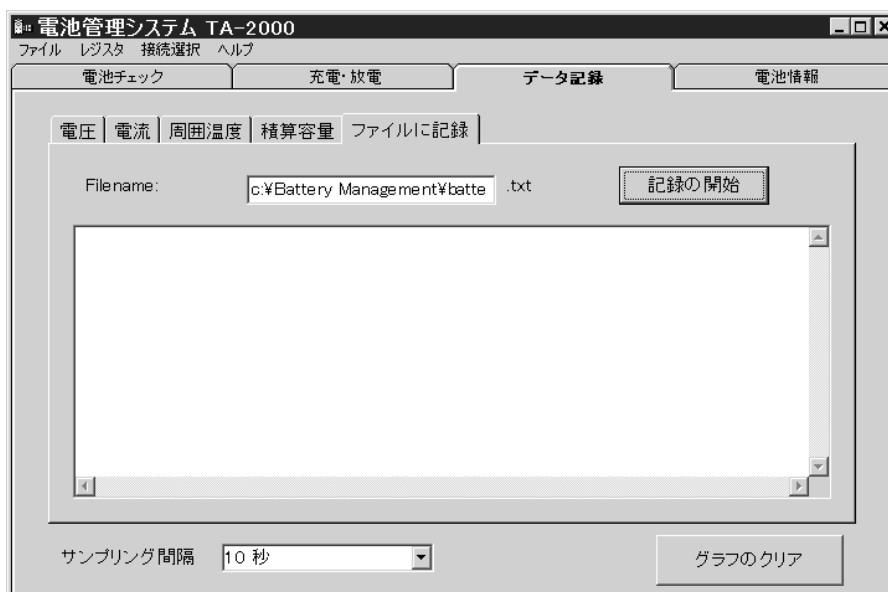 電池管理システム TA-2000
ファイル レジスタ 接続選択 ヘルプ
電池チェック 充電・放電 データ記録 電池情報
電圧 電流 周囲温度 積算容量 ファイルに記録
Filename: c:¥Battery Management¥batte .txt 記録の開始
サンプリング間隔 10 秒 グラフのクリア